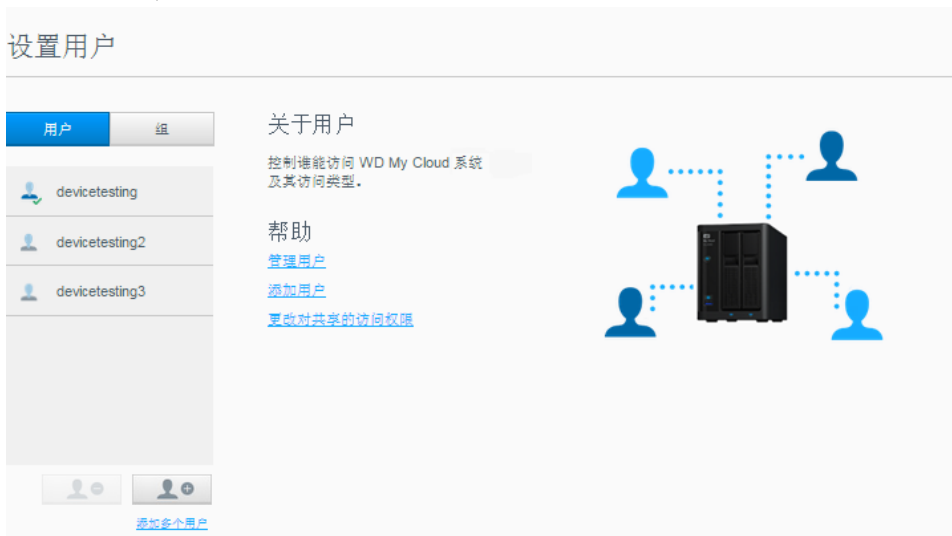 设置用户
用户
组
devicetesting
devicetesting2
devicetesting3
添加多个用户
关于用户
控制谁能访问 WD My Cloud 系统
及其访问类型。
帮助
管理用户
添加用户
更改对共享的访问权限